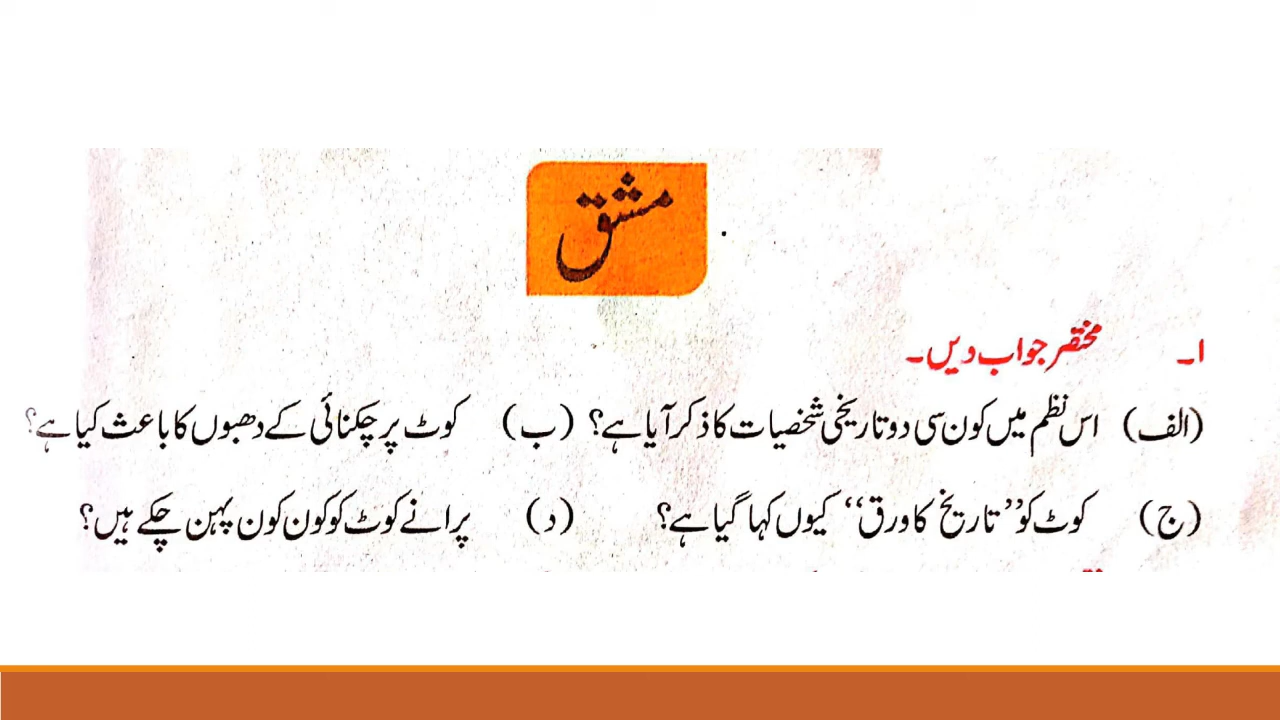 مشق
۱۔ مختصر جواب دیں۔
(الف) اس نظم میں کون سی دو تاریخی شخصیات کا ذکر آیا ہے؟ (ب) کوٹ پر چکنائی کے دھبوں کا باعث کیا ہے؟
(ج) کوٹ کو ’’تاریخ کا ورق‘‘ کیوں کہا گیا ہے؟ (د) پرانے کوٹ کو کون کون پہن چکے ہیں؟